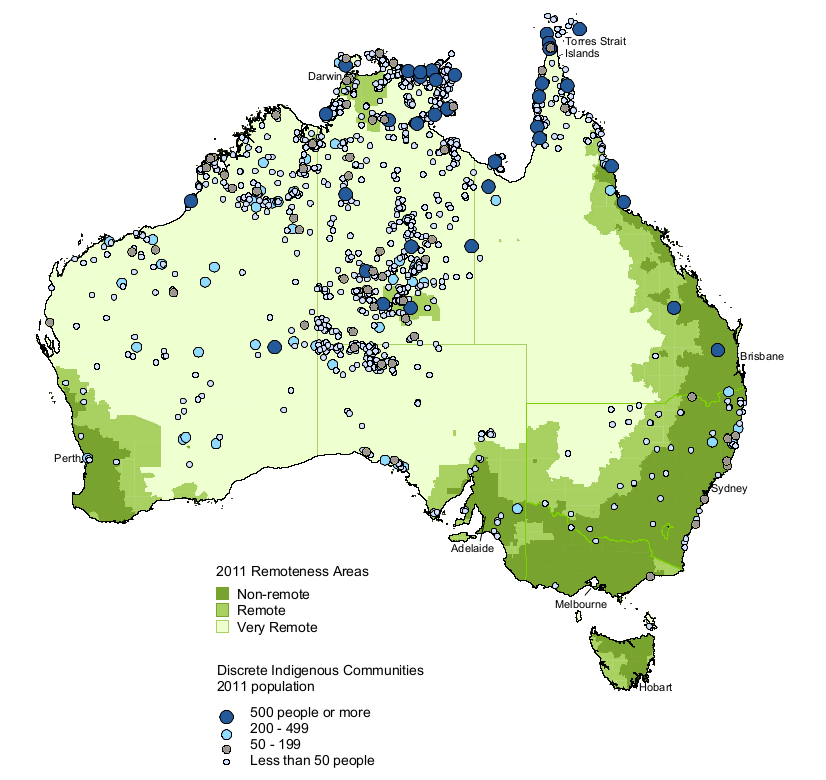 Torres Strait
Islands
Darwin
Brisbane
Perth
Sydney
Adelaide
2011 Remoteness Areas
Non-remote
Remote
Very Remote
Melbourne
Hobart
Discrete Indigenous Communities
2011 population
500 people or more
200 - 499
50 - 199
Less than 50 people